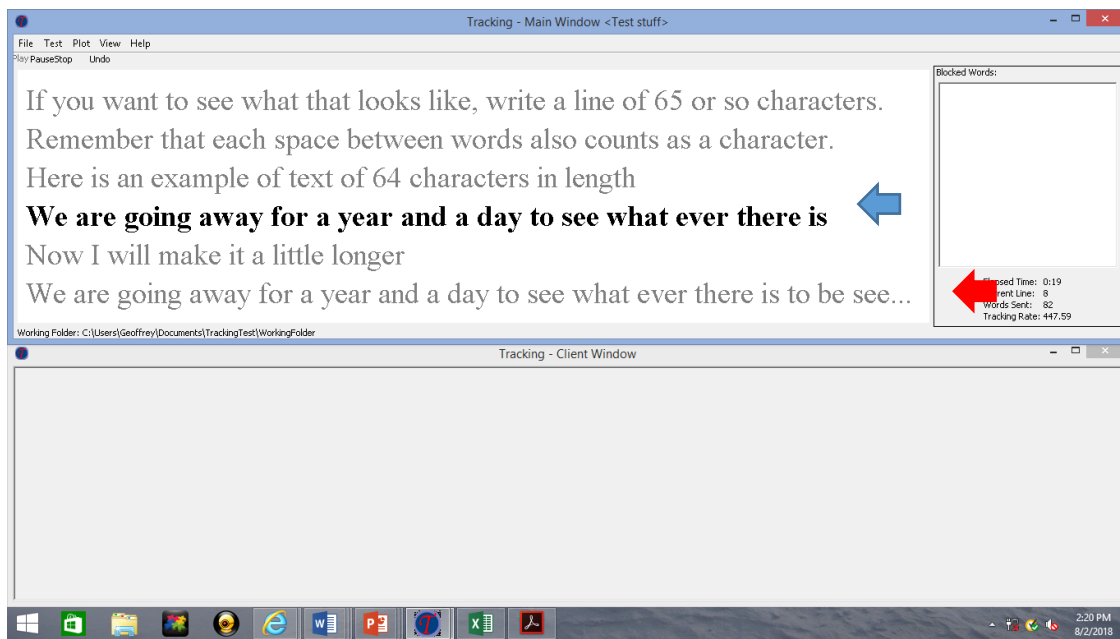 Tracking - Main Window <Test stuff>
File Test Plot View Help
Play Pause Stop Undo
Blocked Words:
If you want to see what that looks like, write a line of 65 or so characters.
Remember that each space between words also counts as a character.
Here is an example of text of 64 characters in length
We are going away for a year and a day to see what ever there is
Now I will make it a little longer
We are going away for a year and a day to see what ever there is to be see...
Time: 0:19
Line: 8
Words Sent: 82
Tracking Rate: 447.59
Working Folder: C:\Users\Geoffrey\Documents\TrackingTest\WorkingFolder
Tracking - Client Window
2:20 PM
8/2/2018